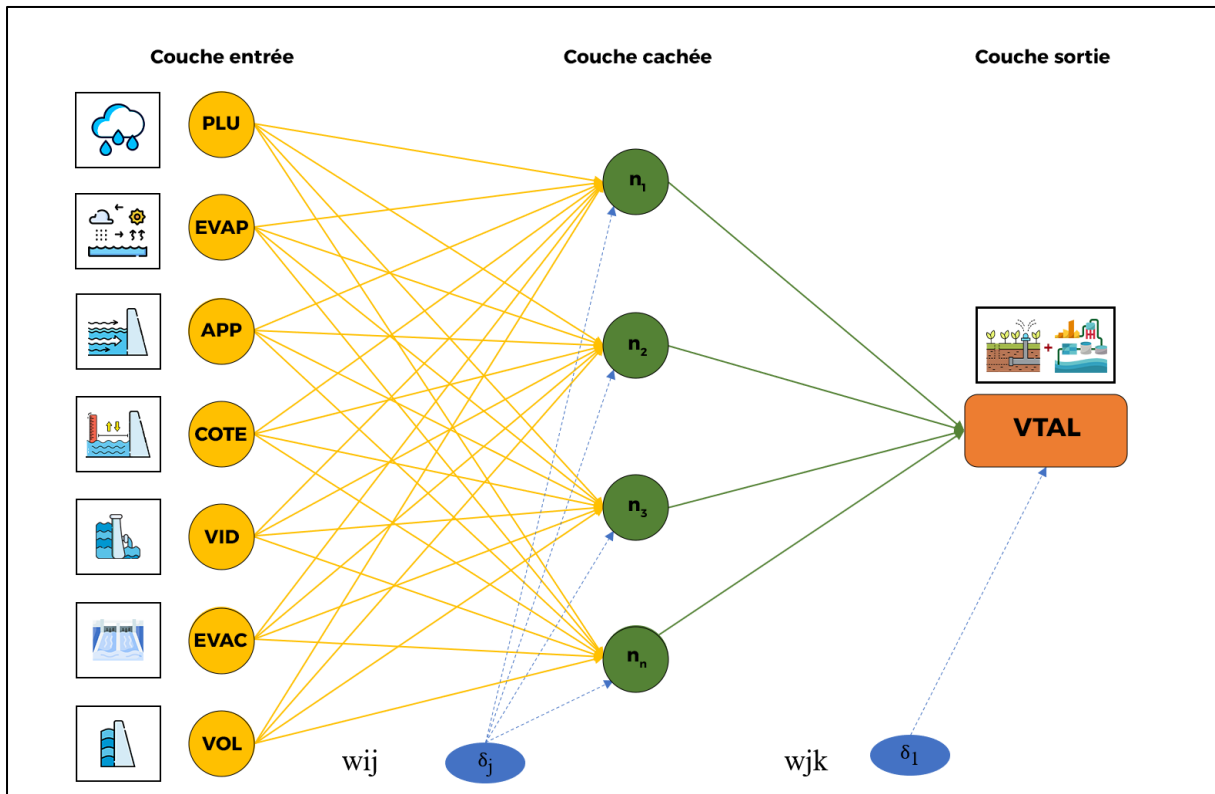 Couche entrée
Couche cachée
Couche sortie
PLU
EVAP
APP
COTE
VID
EVAC
VOL
n₁
n₂
n₃
nₙ
VTAL
wij
δj
wjk
δ1